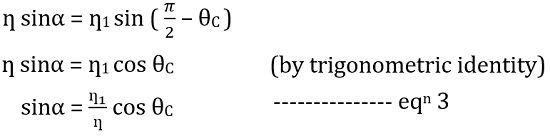 η sinα = η₁ sin ( π/2 – θC )
η sinα = η₁ cos θC (by trigonometric identity)
sinα = η₁/η cos θC --------------- eqⁿ 3